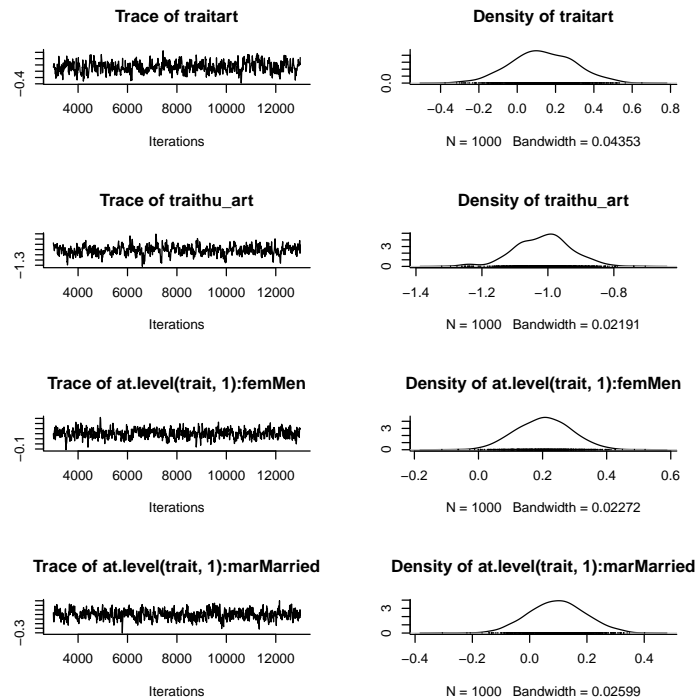 Trace of traitart
Density of traitart
−0.4
4000 6000 8000 10000 12000
Iterations
0.0
−0.4 −0.2 0.0 0.2 0.4 0.6 0.8
N = 1000 Bandwidth = 0.04353
Trace of traithu_art
Density of traithu_art
−1.3
4000 6000 8000 10000 12000
Iterations
0 3
−1.4 −1.2 −1.0 −0.8
N = 1000 Bandwidth = 0.02191
Trace of at.level(trait, 1):femMen
Density of at.level(trait, 1):femMen
−0.1
4000 6000 8000 10000 12000
Iterations
0 3
−0.2 0.0 0.2 0.4 0.6
N = 1000 Bandwidth = 0.02272
Trace of at.level(trait, 1):marMarried
Density of at.level(trait, 1):marMarried
−0.3
4000 6000 8000 10000 12000
Iterations
0 3
−0.4 −0.2 0.0 0.2 0.4
N = 1000 Bandwidth = 0.02599